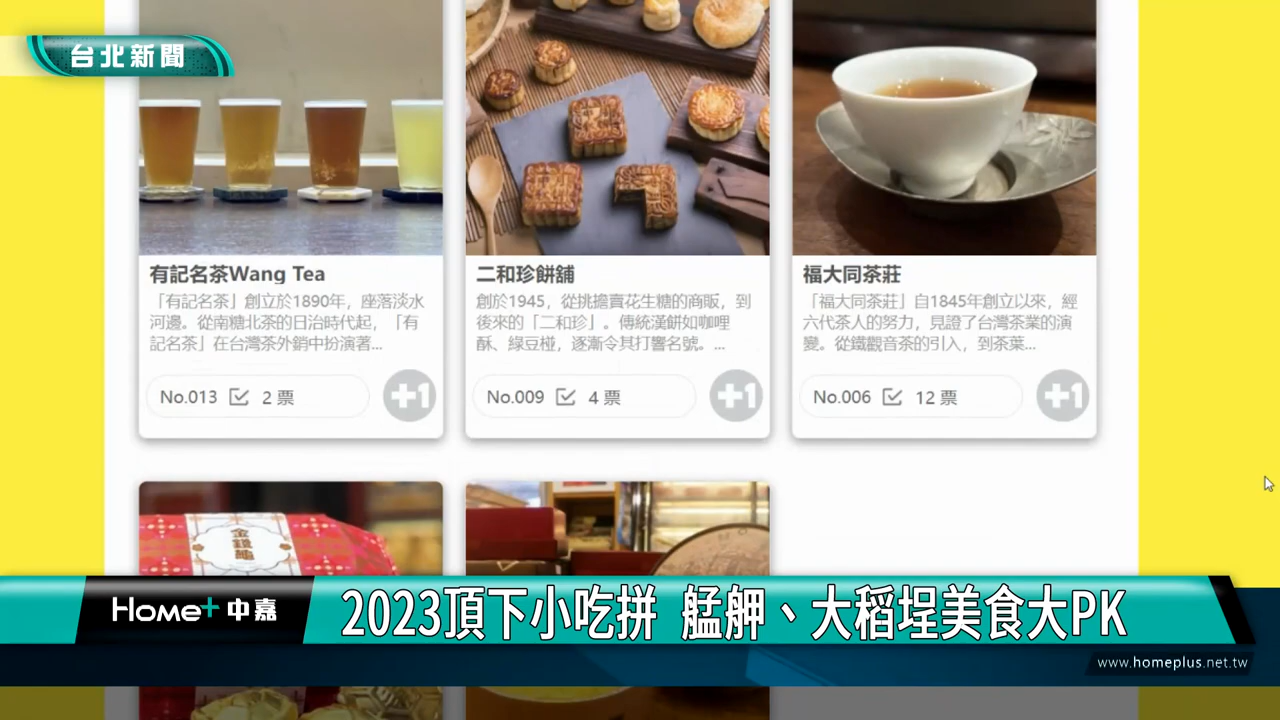 台北新聞
有記名茶Wang Tea
「有記名茶」創立於1890年，座落淡水
河邊。從南糖北茶的日治時代起，「有
記名茶」在台灣茶外銷中扮演著...
No.013 2 票
+1
二和珍餅舖
創於1945，從挑擔賣花生糖的商販，到
後來的「二和珍」。傳統漢餅如咖哩
酥、綠豆椪，逐漸令其打響名號。...
No.009 4 票
+1
福大同茶莊
「福大同茶莊」自1845年創立以來，經
六代茶人的努力，見證了台灣茶業的演
變。從鐵觀音茶的引入，到茶葉...
No.006 12 票
+1
Home+中嘉
2023頂下小吃拼 艋舺、大稻埕美食大PK
www.homeplus.net.tw